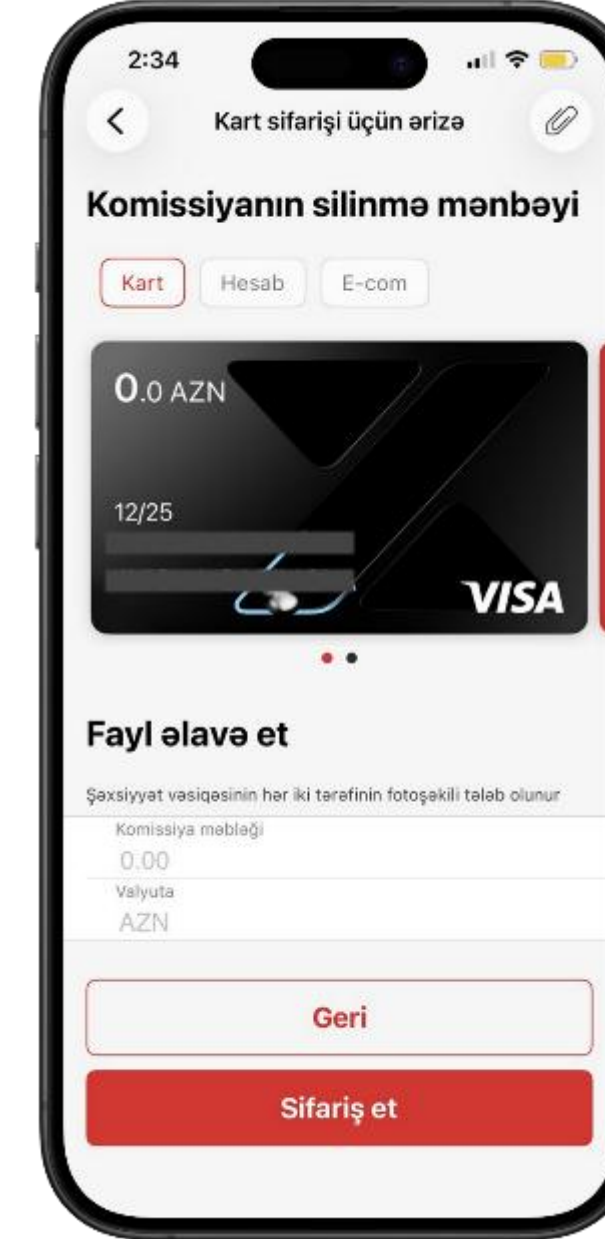 2:34
Kart sifarişi üçün ərizə
Komissiyanın silinmə mənbəyi
Kart Hesab E-com
0.0 AZN
12/25
VISA
Fayl əlavə et
Şəxsiyyət vəsiqəsinin hər iki tərəfinin fotoşəkili tələb olunur
Komissiya məbləği
0.00
Valyuta
AZN
Geri
Sifariş et